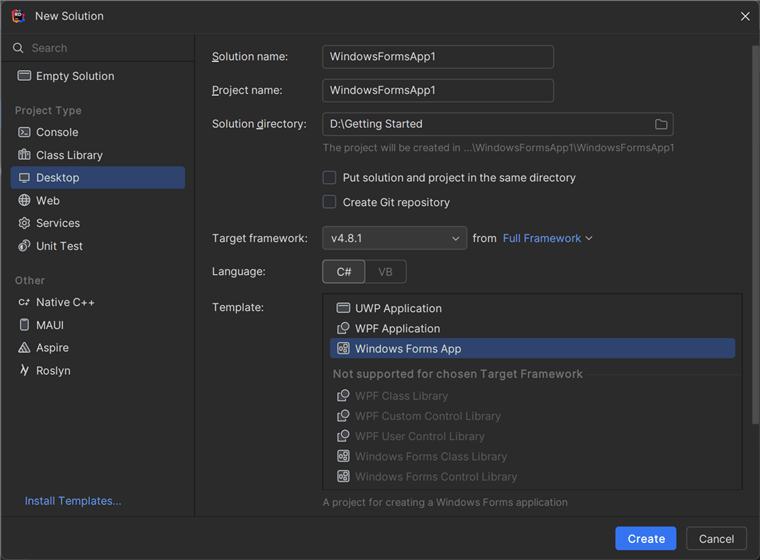 New Solution
Search
Empty Solution
Project Type
Console
Class Library
Desktop
Web
Services
Unit Test
Other
Native C++
MAUI
Aspire
Roslyn
Install Templates...
Solution name: WindowsFormsApp1
Project name: WindowsFormsApp1
Solution directory: D:\Getting Started
The project will be created in ...\WindowsFormsApp1\WindowsFormsApp1
Put solution and project in the same directory
Create Git repository
Target framework: v4.8.1 from Full Framework
Language: C# VB
Template:
UWP Application
WPF Application
Windows Forms App
Not supported for chosen Target Framework
WPF Class Library
WPF Custom Control Library
WPF User Control Library
Windows Forms Class Library
Windows Forms Control Library
A project for creating a Windows Forms application
Create Cancel